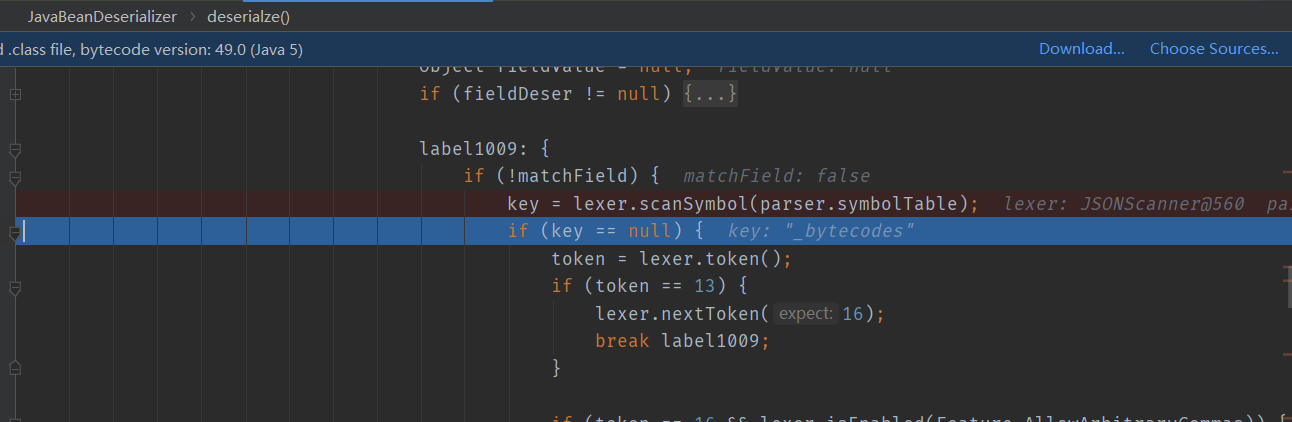 JavaBeanDeserializer › deserialze()
d .class file, bytecode version: 49.0 (Java 5) Download... Choose Sources...
Object fieldValue = null; fieldValue: null
if (fieldDeser != null) {...}
label1009: {
if (!matchField) { matchField: false
key = lexer.scanSymbol(parser.symbolTable); lexer: JSONScanner@560 pa
if (key == null) { key: "_bytecodes"
token = lexer.token();
if (token == 13) {
lexer.nextToken( expect: 16);
break label1009;
}
if (token == 16 && lexer.isEnabled(Feature.AllowArbitraryCommas)) {